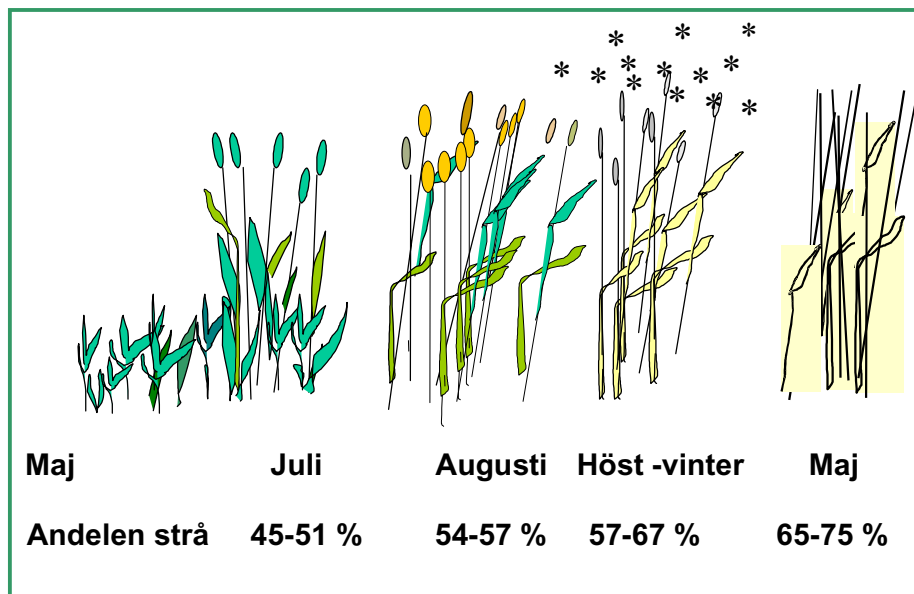 Maj Juli Augusti Höst -vinter Maj
Andelen strå 45-51 % 54-57 % 57-67 % 65-75 %